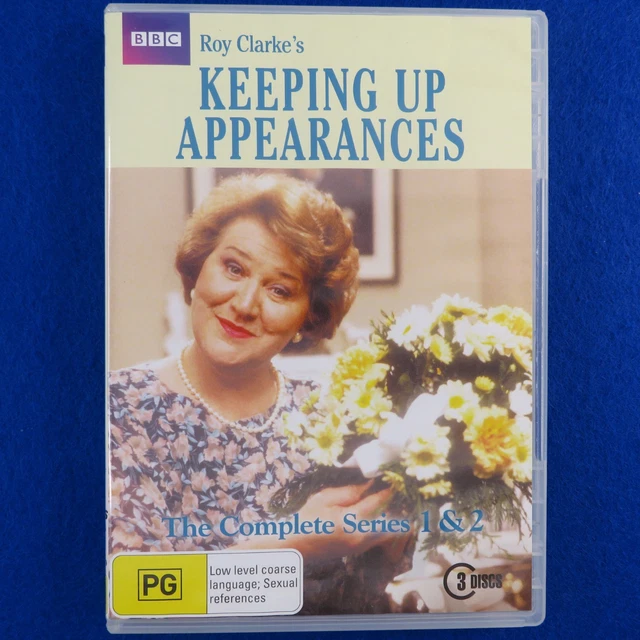 BBC
Roy Clarke's
KEEPING UP
APPEARANCES
The Complete Series 1 & 2
PG
Low level coarse
language; Sexual
references
3 DISCS